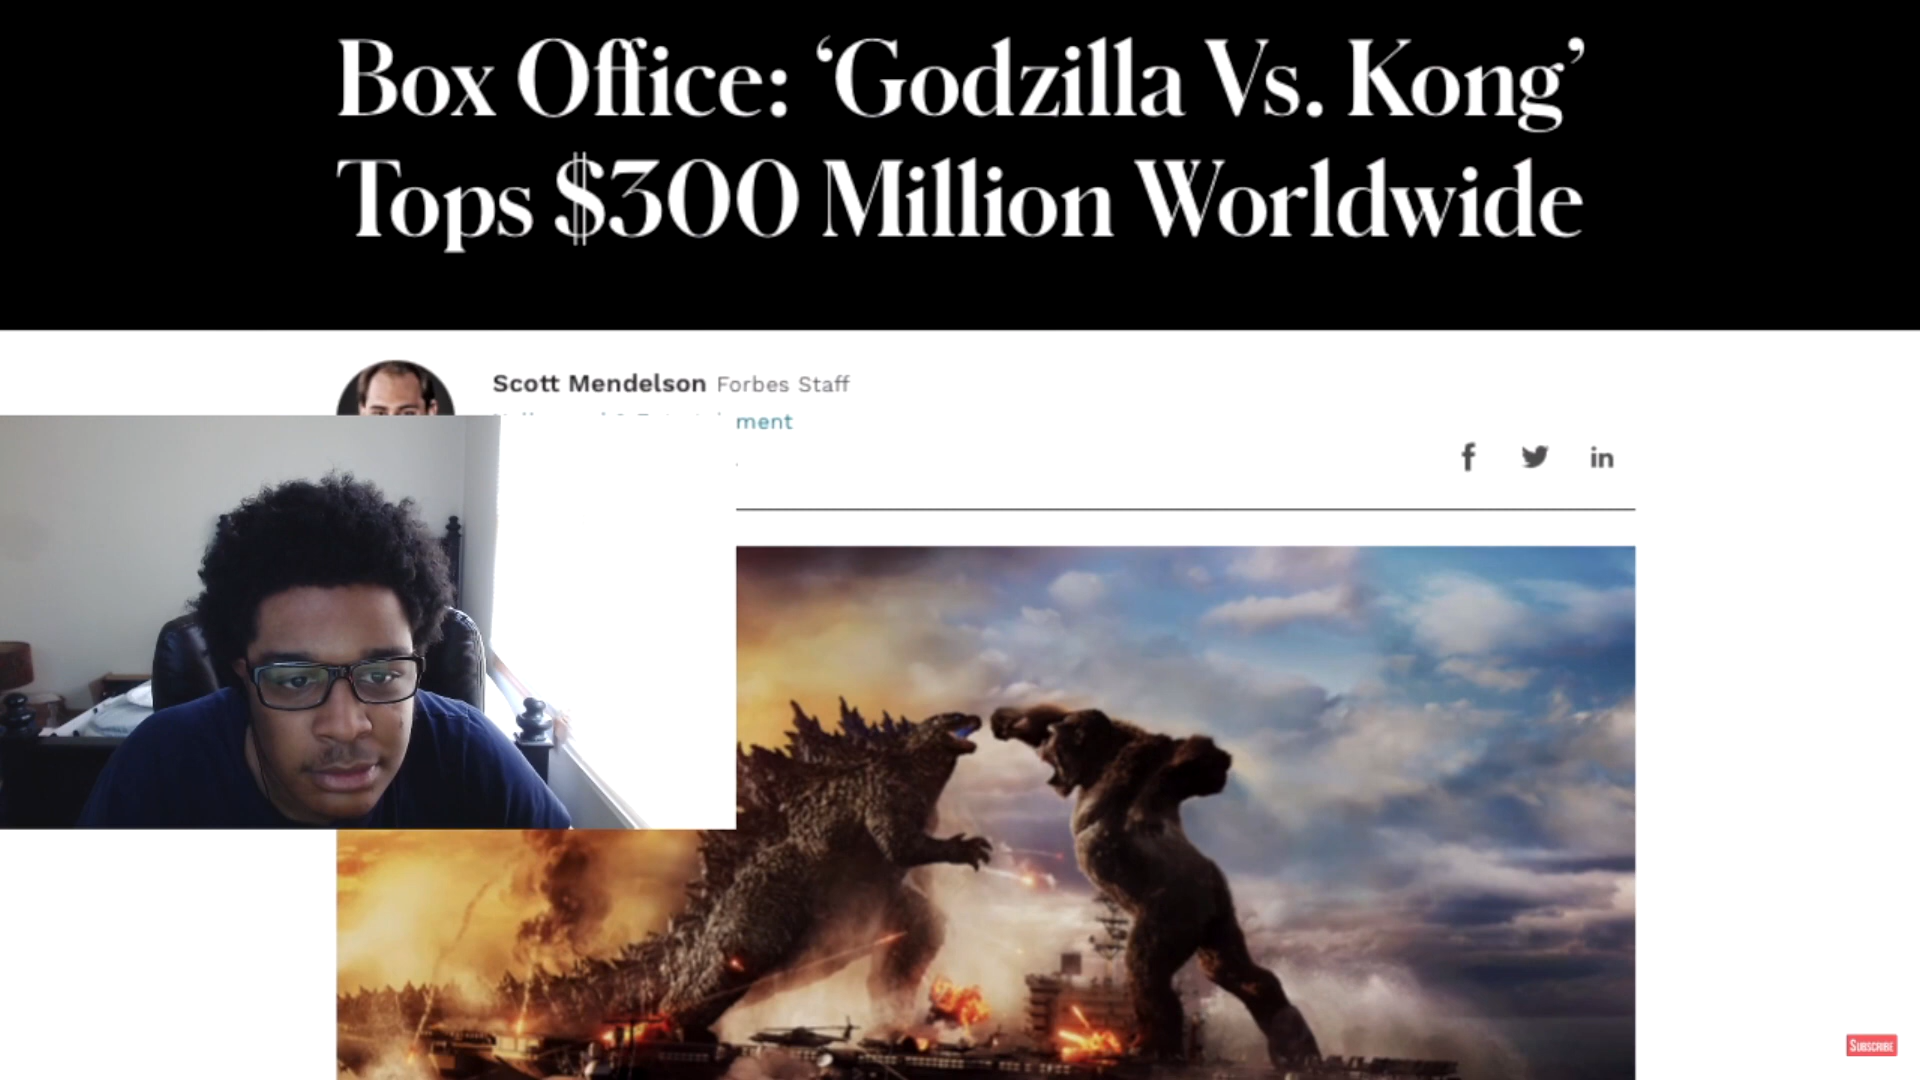 Box Office: ‘Godzilla Vs. Kong’
Tops $300 Million Worldwide
Scott Mendelson Forbes Staff
ment
f in
SUBSCRIBE